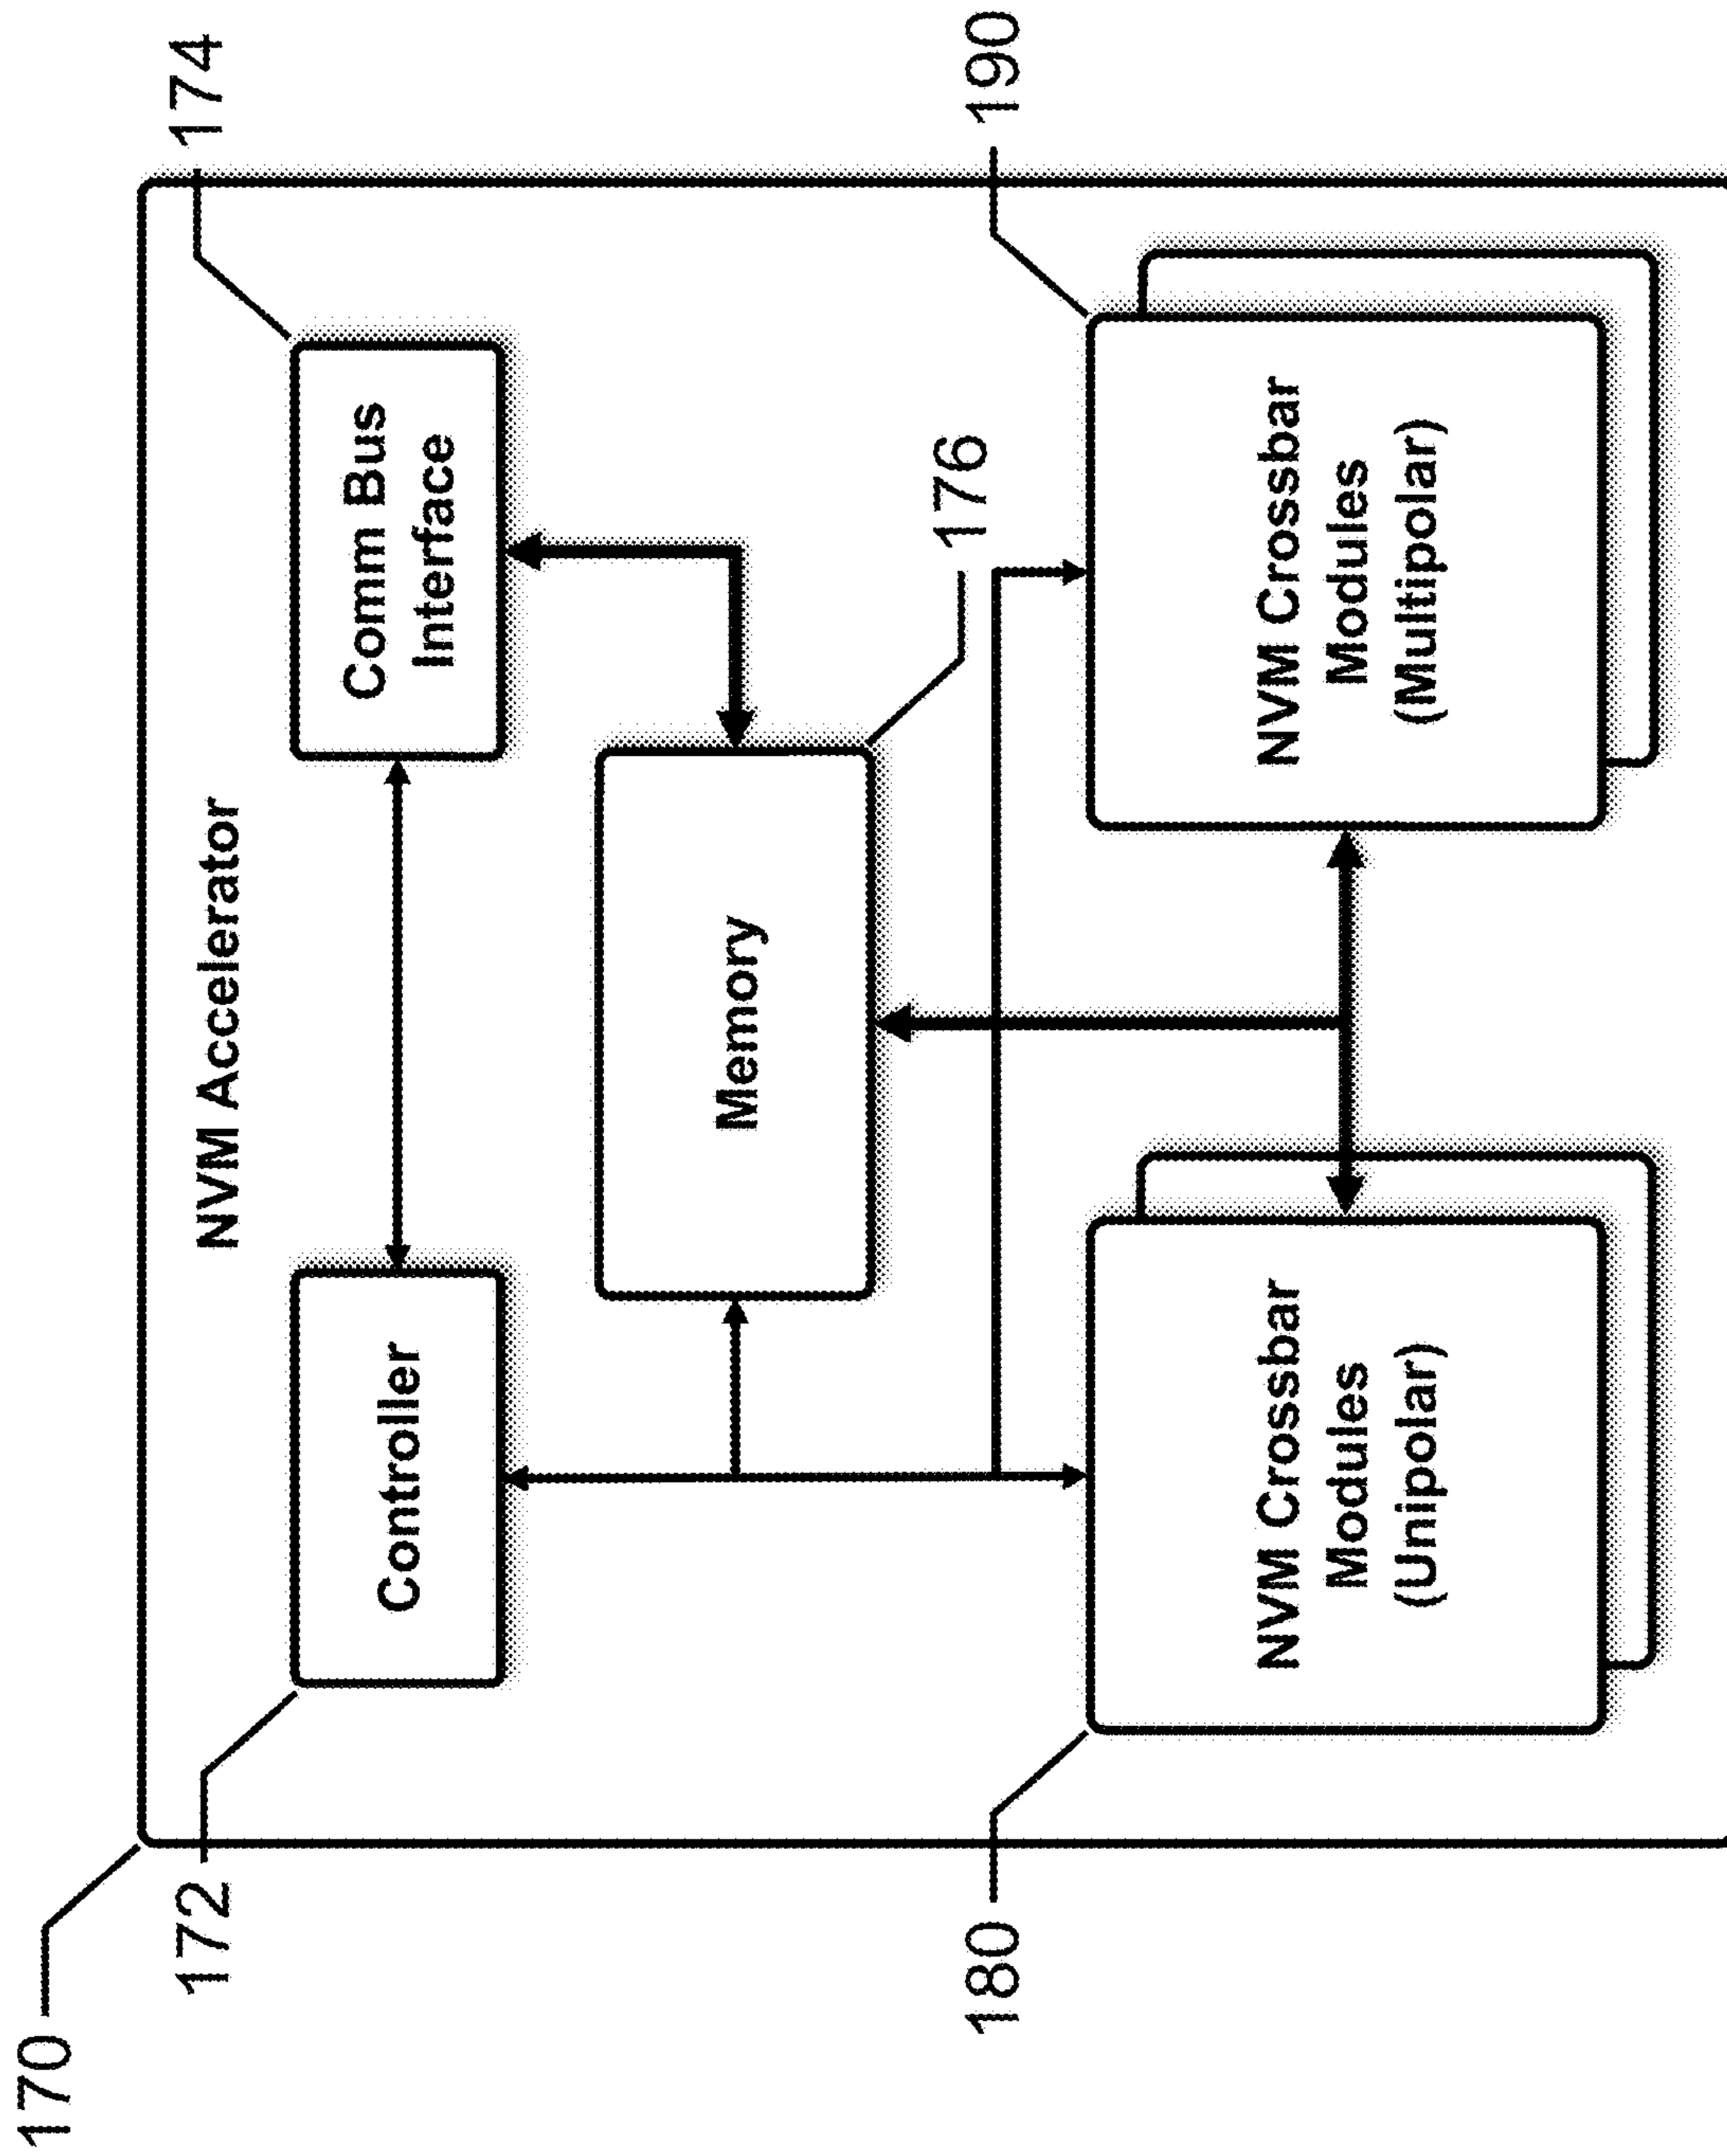 170
172
174
NVM Accelerator
Controller
Comm Bus
Interface
Memory
176
180
190
NVM Crossbar
Modules
(Unipolar)
NVM Crossbar
Modules
(Multipolar)